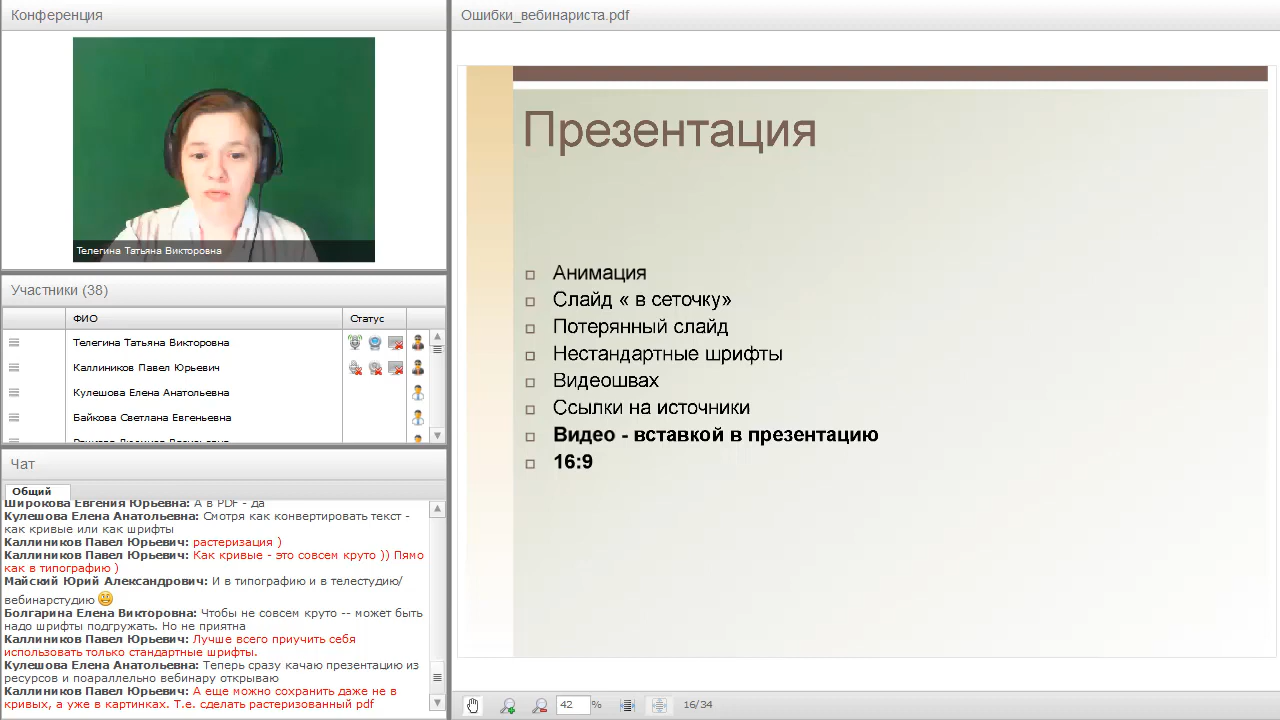 Конференция
Телегина Татьяна Викторовна
Участники (38)
ФИО
Статус
Телегина Татьяна Викторовна
Каллиников Павел Юрьевич
Кулешова Елена Анатольевна
Байкова Светлана Евгеньевна
Чат
Общий
Широкова Евгения Юрьевна: А в PDF - да
Кулешова Елена Анатольевна: Смотря как конвертировать текст -
как кривые или как шрифты
Каллиников Павел Юрьевич: растеризация )
Каллиников Павел Юрьевич: Как кривые - это совсем круто )) Пямо
как в типографию )
Майский Юрий Александрович: И в типографию и в телестудию/
вебинарстудию
Болгарина Елена Викторовна: Чтобы не совсем круто -- может быть
надо шрифты подгружать. Но не приятна
Каллиников Павел Юрьевич: Лучше всего приучить себя
использовать только стандартные шрифты.
Кулешова Елена Анатольевна: Теперь сразу качаю презентацию из
ресурсов и поараллельно вебинару открываю
Каллиников Павел Юрьевич: А еще можно сохранить даже не в
кривых, а уже в картинках. Т.е. сделать растеризованный pdf
Ошибки_вебинариста.pdf
Презентация
Анимация
Слайд « в сеточку»
Потерянный слайд
Нестандартные шрифты
Видеошвах
Ссылки на источники
Видео - вставкой в презентацию
16:9
42 %
16/34